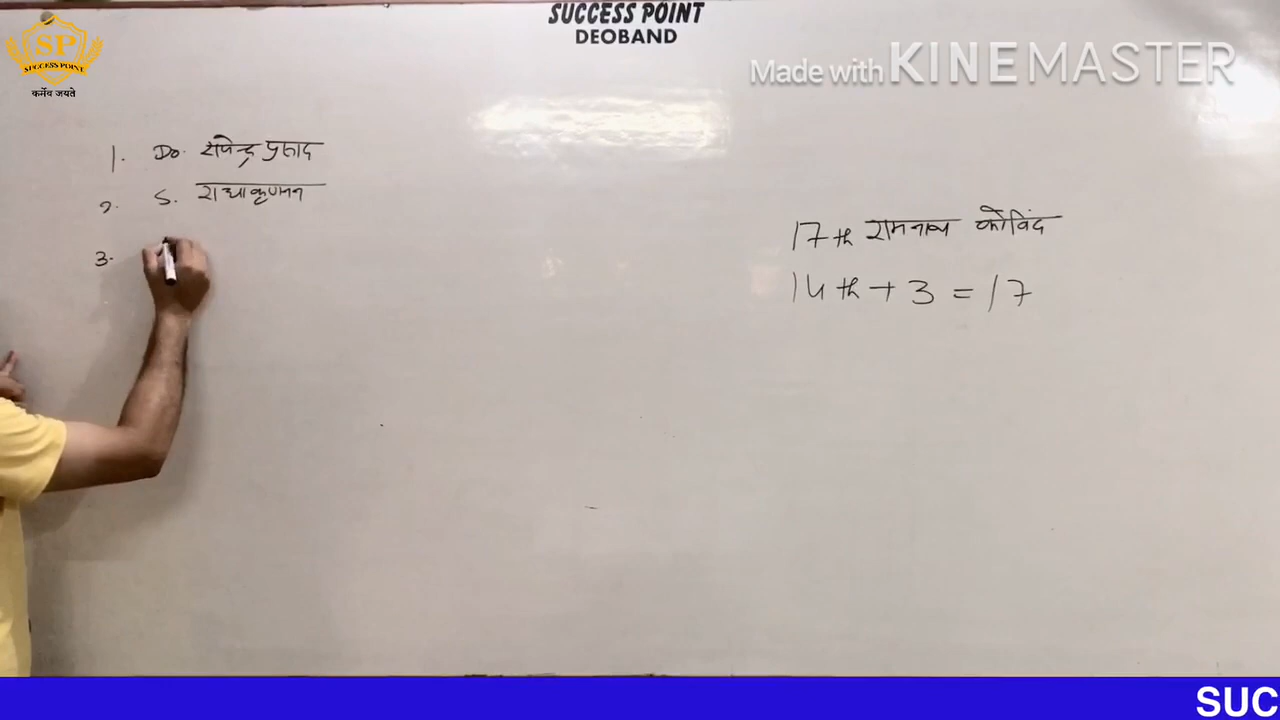 SUCCESS POINT
DEOBAND
SP
SUCCESS POINT
कर्मेव जयते
Made with KINEMASTER
1. Do. राजेन्द्र प्रसाद
2. S. राधाकृष्णन
3.
17th रामनाथ कोविंद
14th + 3 = 17
SUC